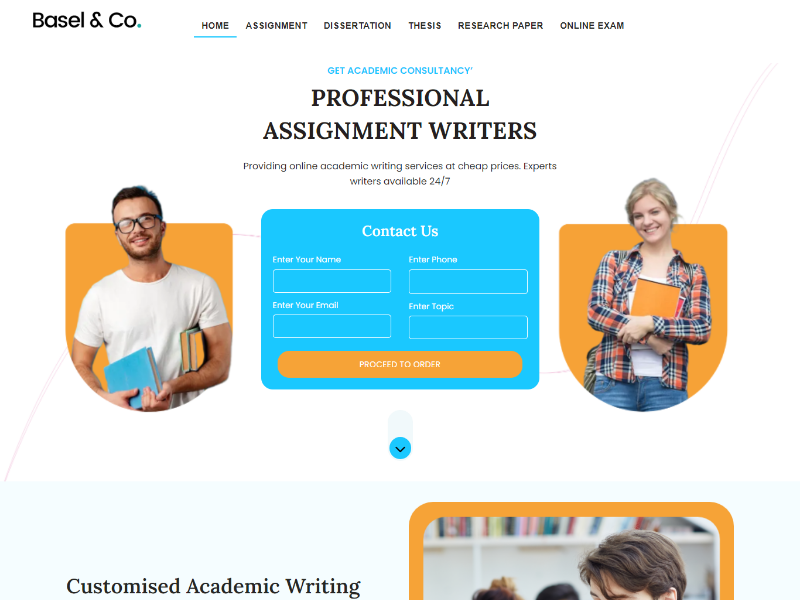 Basel & Co.
HOME ASSIGNMENT DISSERTATION THESIS RESEARCH PAPER ONLINE EXAM
GET ACADEMIC CONSULTANCY'
PROFESSIONAL
ASSIGNMENT WRITERS
Providing online academic writing services at cheap prices. Experts
writers available 24/7
Contact Us
Enter Your Name
Enter Phone
Enter Your Email
Enter Topic
PROCEED TO ORDER
Customised Academic Writing